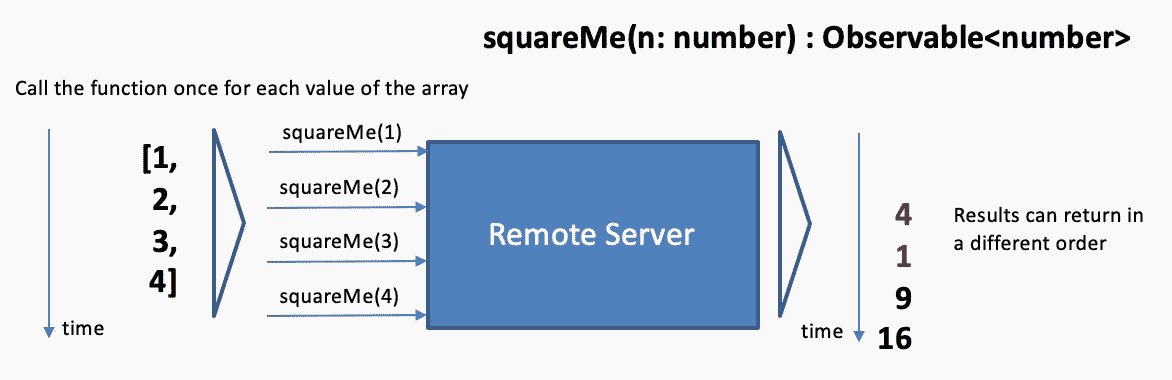 squareMe(n: number) : Observable<number>
Call the function once for each value of the array
[1,
2,
3,
4]
time
squareMe(1)
squareMe(2)
squareMe(3)
squareMe(4)
Remote Server
time
4
1
9
16
Results can return in
a different order